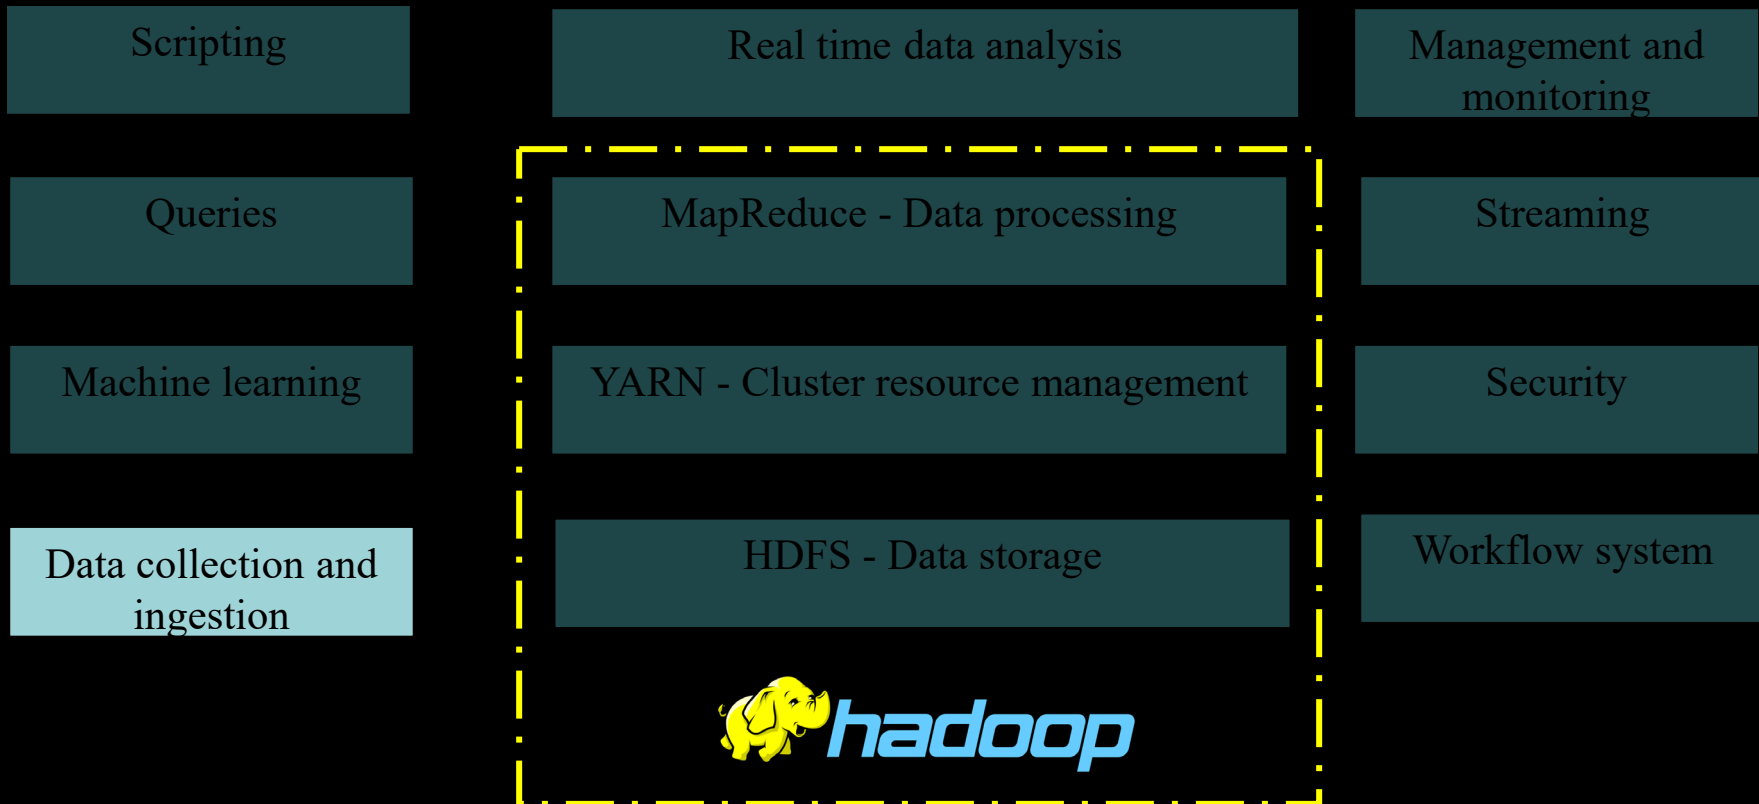 Scripting
Real time data analysis
Management and
monitoring
Queries
MapReduce - Data processing
Streaming
Machine learning
YARN - Cluster resource management
Security
Data collection and
ingestion
HDFS - Data storage
Workflow system
hadoop